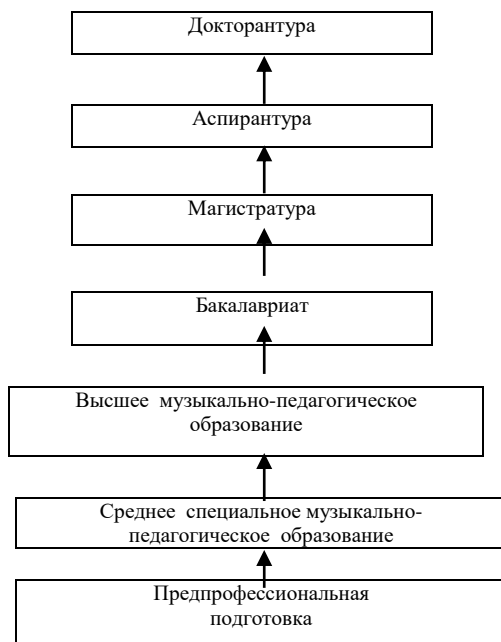 Докторантура
Аспирантура
Магистратура
Бакалавриат
Высшее музыкально-педагогическое
образование
Среднее специальное музыкально-
педагогическое образование
Предпрофессиональная
подготовка